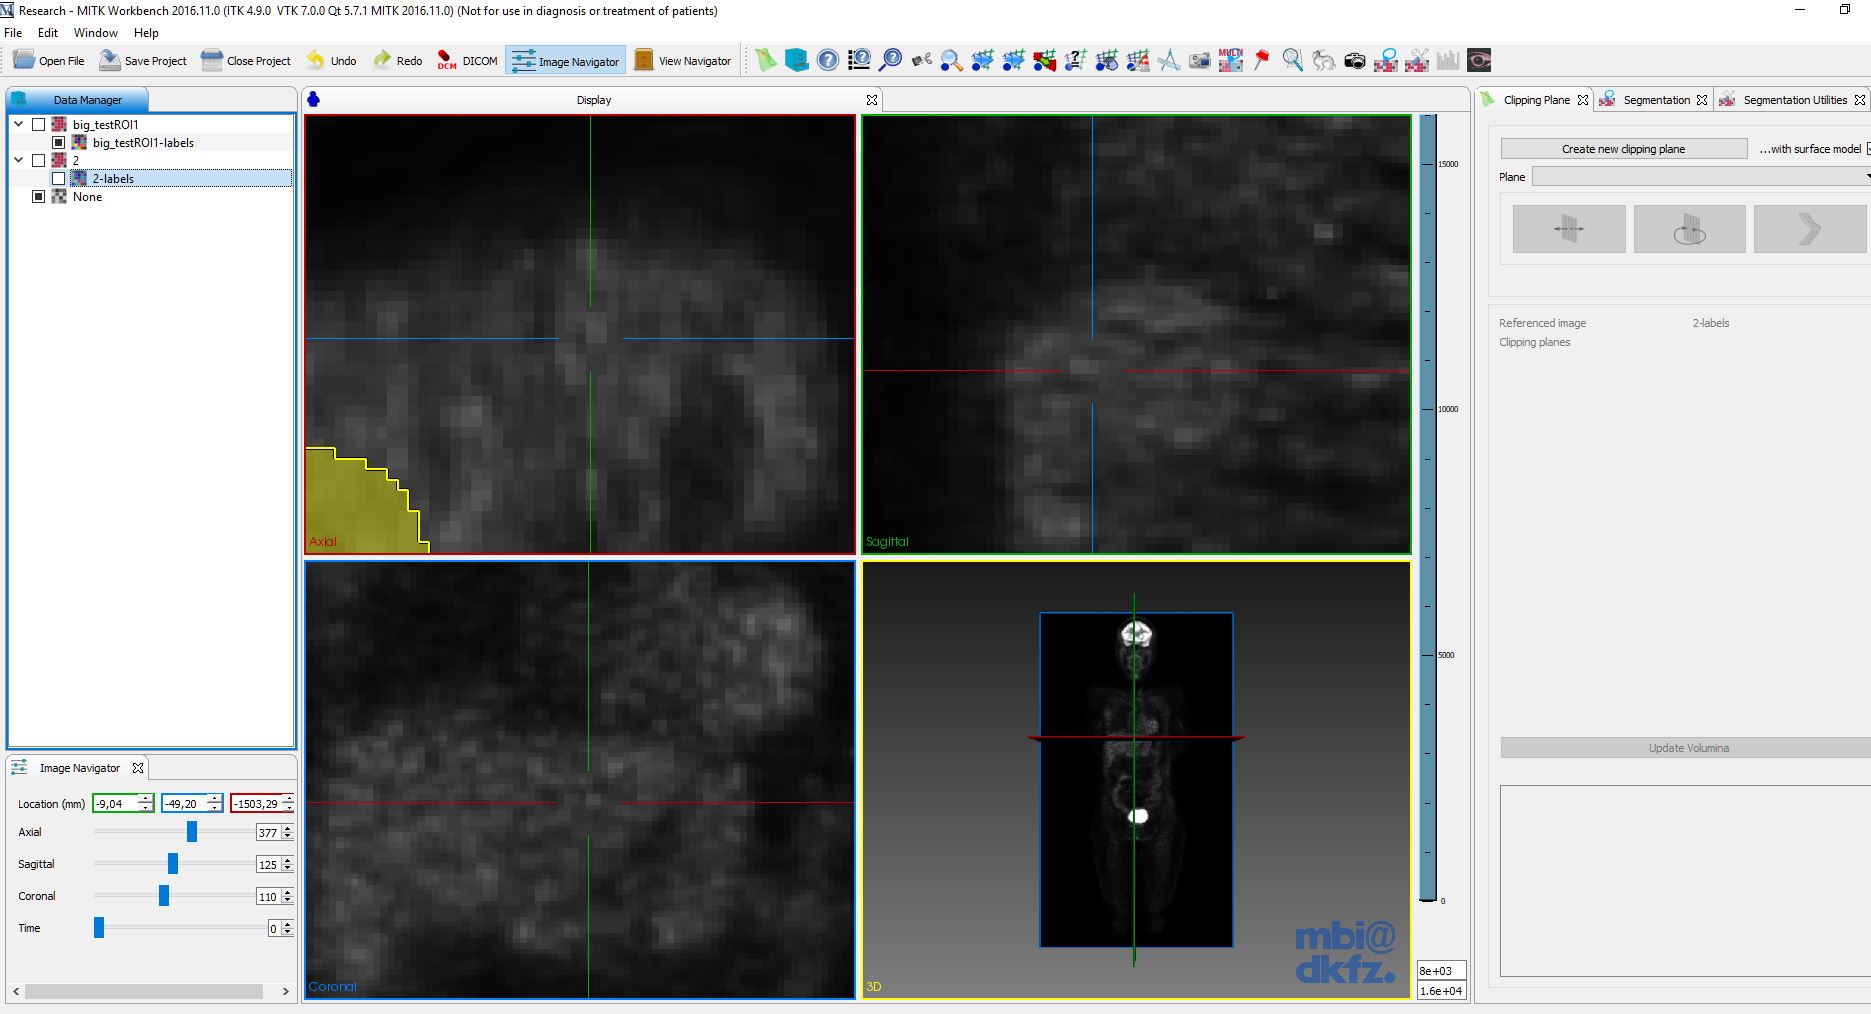 Research - MITK Workbench 2016.11.0 (ITK 4.9.0  VTK 7.0.0 Qt 5.7.1 MITK 2016.11.0) (Not for use in diagnosis or treatment of patients)
File Edit Window Help
Open File Save Project Close Project Undo Redo DCM DICOM Image Navigator View Navigator MULTI
Data Manager
Display
Clipping Plane Segmentation Segmentation Utilities
big_testROI1
big_testROI1-labels
2
2-labels
None
Axial
Sagittal
Coronal
3D
mbi@
dkfz.
15000
10000
5000
0
8e+03
1.6e+04
Create new clipping plane ...with surface model
Plane
Referenced image 2-labels
Clipping planes
Update Volumina
Image Navigator
Location (mm) -9,04 -49,20 -1503,29
Axial 377
Sagittal 125
Coronal 110
Time 0